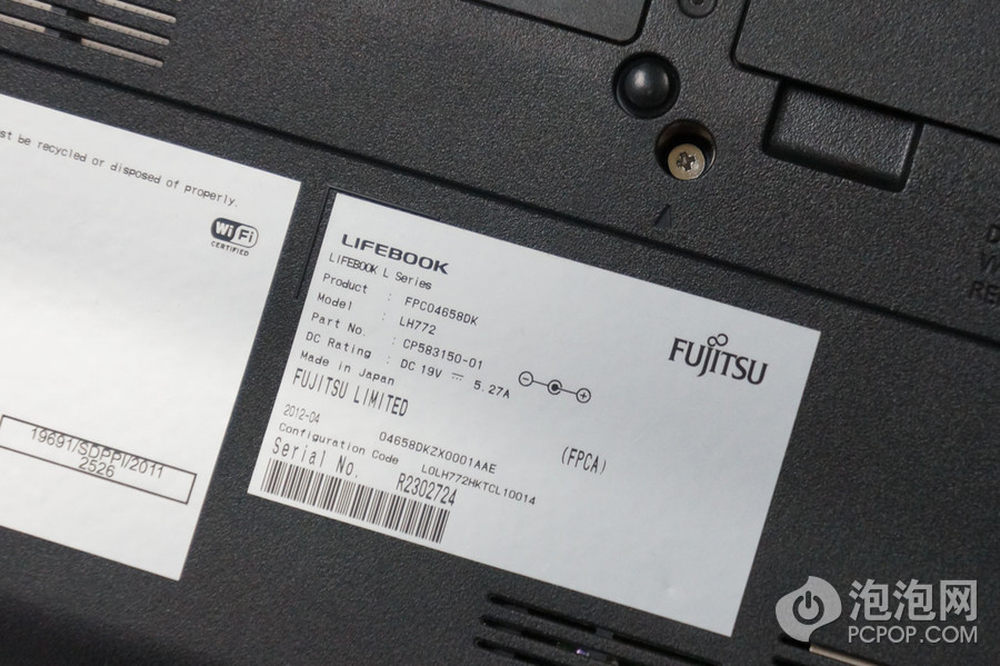 st be recycled or disposed of properly.
Wi Fi
CERTIFIED
19691/SDPPI/2011
2526
LIFEBOOK
LIFEBOOK L Series
Product : FPC04658DK
Model : LH772
Part No. : CP583150-01
DC Rating : DC 19V ⎓ 5.27A
Made in Japan
FUJITSU LIMITED
2012-04
04658DKZX0001AAE
(FPCA)
Configuration Code L0LH772HKTCL10014
Serial No. R2302724
FUJITSU
RE
泡泡网
PCPOP.COM